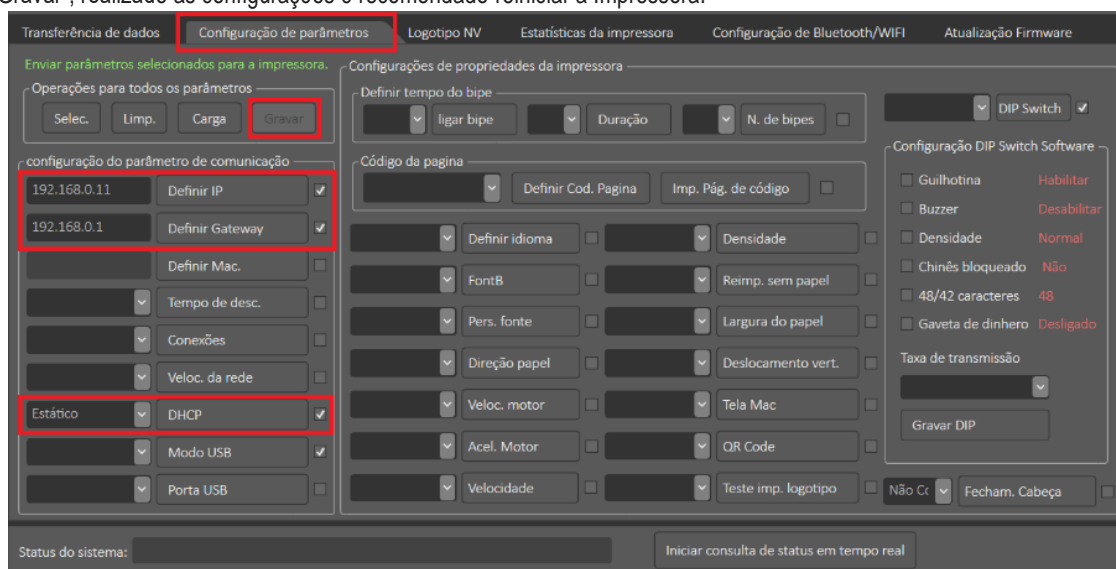 Gravar", realizado as configurações é recomendado reiniciar a impressora.
Transferência de dados Configuração de parâmetros Logotipo NV Estatísticas da impressora Configuração de Bluetooth/WIFI Atualização Firmware
Enviar parâmetros selecionados para a impressora.
Operações para todos os parâmetros
Selec. Limp. Carga Gravar
configuração do parâmetro de comunicação
192.168.0.11 Definir IP
192.168.0.1 Definir Gateway
Definir Mac.
Tempo de desc.
Conexões
Veloc. da rede
Estático DHCP
Modo USB
Porta USB
Configurações de propriedades da impressora
Definir tempo do bipe
ligar bipe Duração N. de bipes
Código da pagina
Definir Cod. Pagina Imp. Pág. de código
Definir idioma Densidade
FontB Reimp. sem papel
Pers. fonte Largura do papel
Direção papel Deslocamento vert.
Veloc. motor Tela Mac
Acel. Motor QR Code
Velocidade Teste imp. logotipo
DIP Switch
Configuração DIP Switch Software
Guilhotina Habilitar
Buzzer Desabilitar
Densidade Normal
Chinês bloqueado Não
48/42 caracteres 48
Gaveta de dinhero Desligado
Taxa de transmissão
Gravar DIP
Fecham. Cabeça
Status do sistema: Iniciar consulta de status em tempo real